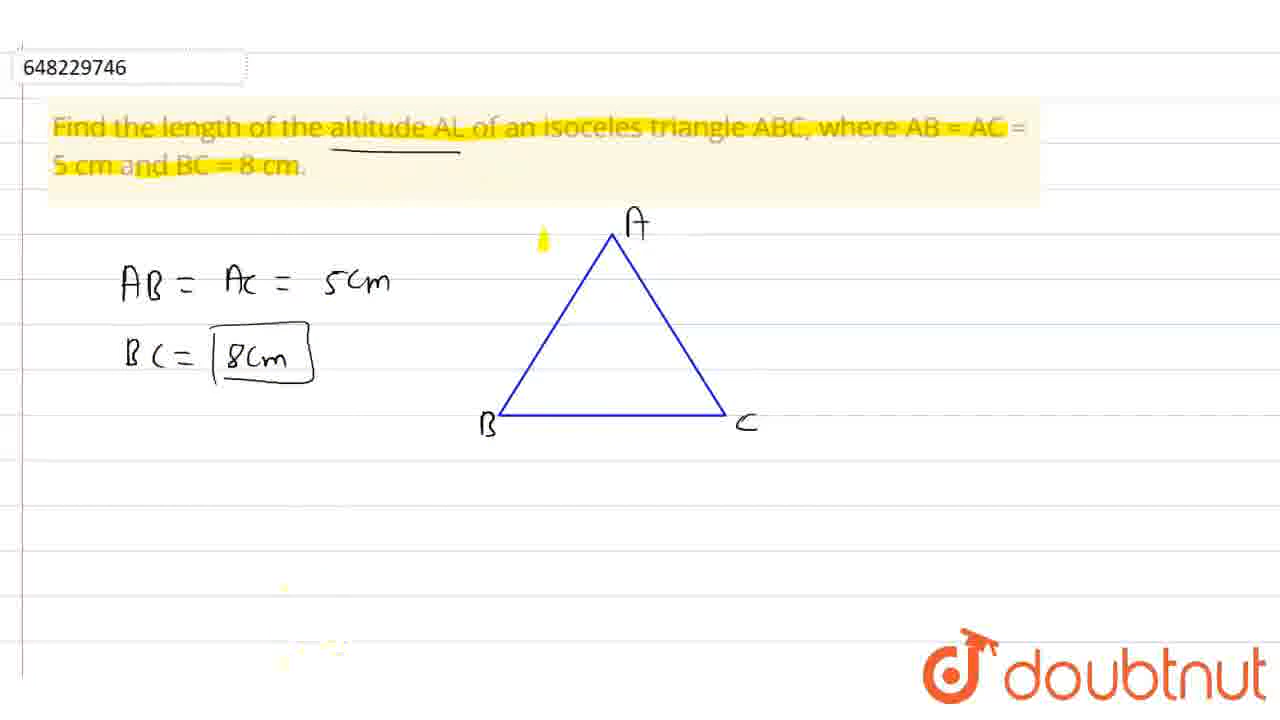 648229746
Find the length of the altitude AL of an isoceles triangle ABC, where AB = AC =
5 cm and BC = 8 cm.
A
AB = AC = 5cm
BC = 8cm
B
C
doubtnut